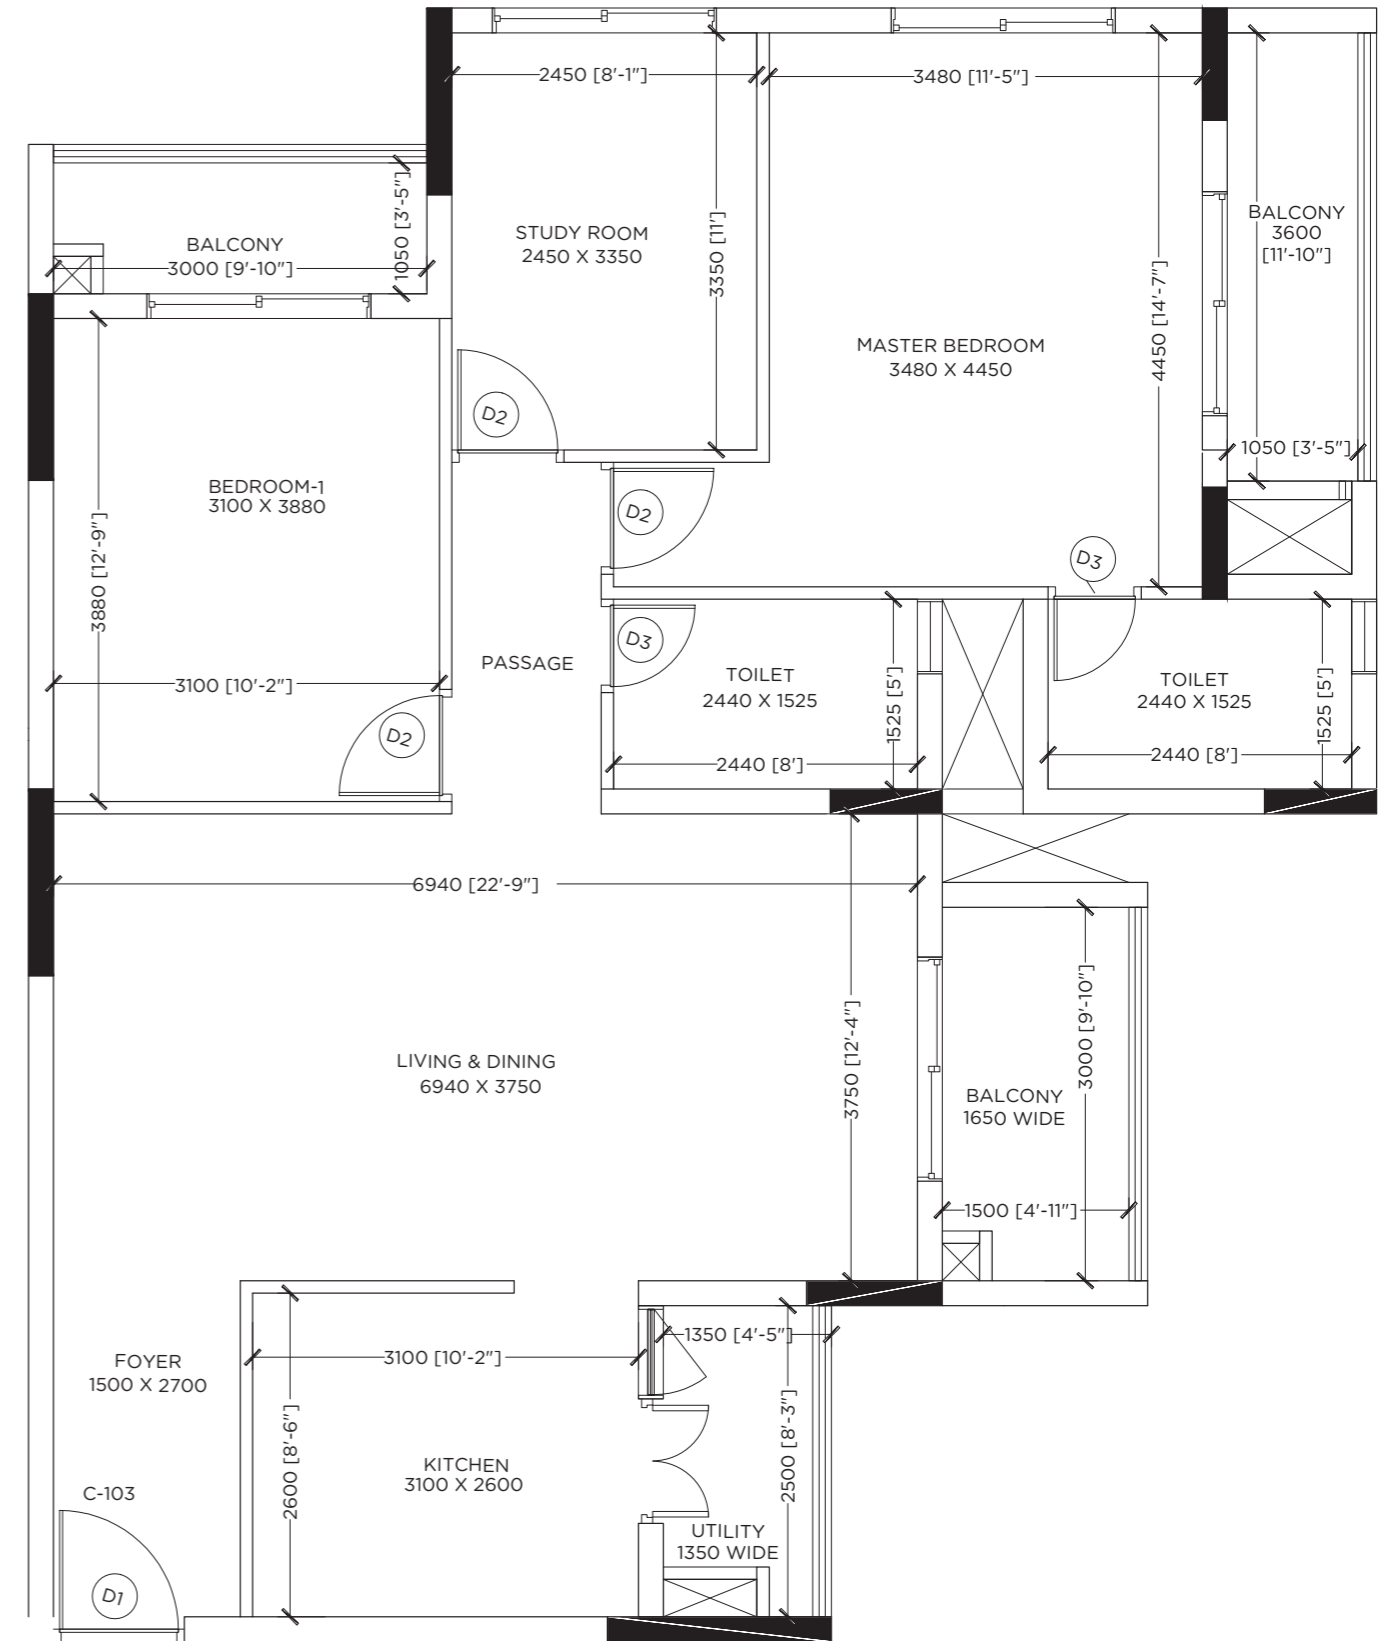 2450 [8'-1"]
3480 [11'-5"]
1050 [3'-5"]
BALCONY
3000 [9'-10"]
STUDY ROOM
2450 X 3350
3350 [11']
4450 [14'-7"]
BALCONY
3600
[11'-10"]
MASTER BEDROOM
3480 X 4450
D2
1050 [3'-5"]
BEDROOM-1
3100 X 3880
D2
3880 [12'-9"]
D3
D3
PASSAGE
3100 [10'-2"]
TOILET
2440 X 1525
1525 [5']
TOILET
2440 X 1525
1525 [5']
D2
2440 [8']
2440 [8']
6940 [22'-9"]
LIVING & DINING
6940 X 3750
3750 [12'-4"]
3000 [9'-10"]
BALCONY
1650 WIDE
1500 [4'-11"]
1350 [4'-5"]
FOYER
1500 X 2700
3100 [10'-2"]
2600 [8'-6"]
2500 [8'-3"]
KITCHEN
3100 X 2600
C-103
UTILITY
1350 WIDE
D1